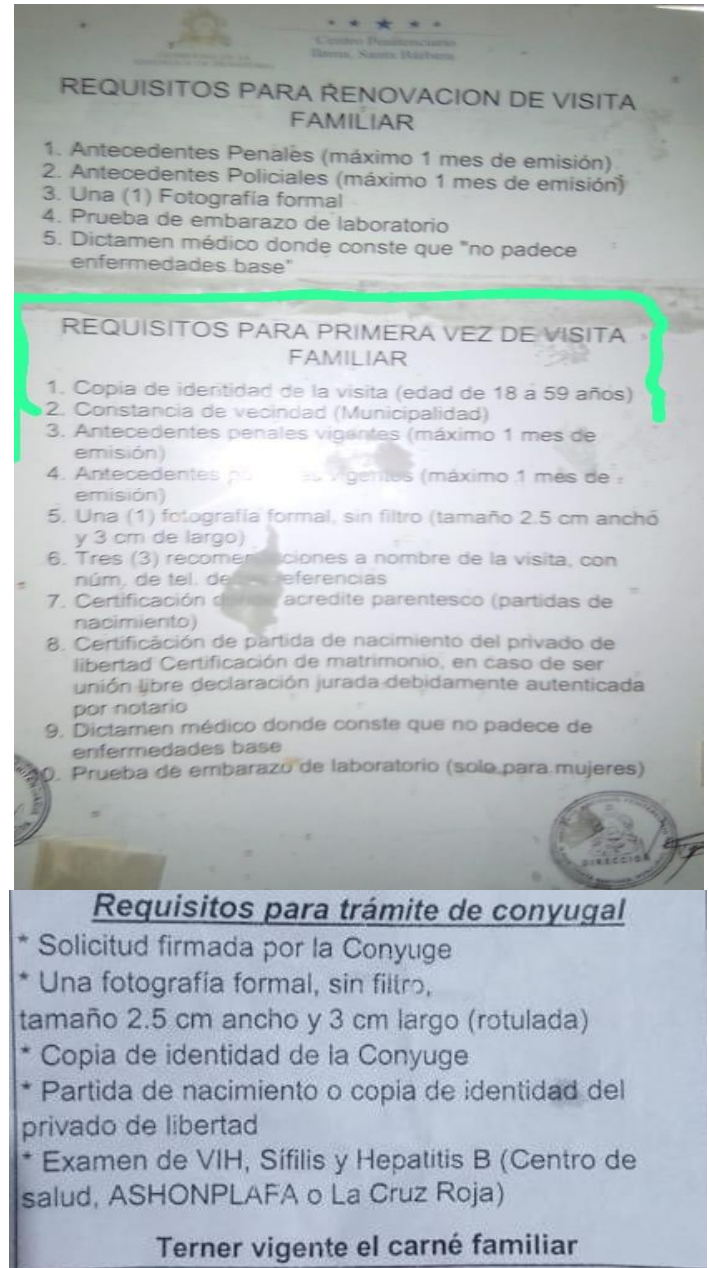 Centro Penitenciario
Ilama, Santa Bárbara
REQUISITOS PARA RENOVACION DE VISITA
FAMILIAR
1. Antecedentes Penales (máximo 1 mes de emisión)
2. Antecedentes Policiales (máximo 1 mes de emisión)
3. Una (1) Fotografía formal
4. Prueba de embarazo de laboratorio
5. Dictamen médico donde conste que "no padece
enfermedades base"
REQUISITOS PARA PRIMERA VEZ DE VISITA
FAMILIAR
1. Copia de identidad de la visita (edad de 18 a 59 años)
2. Constancia de vecindad (Municipalidad)
3. Antecedentes penales vigentes (máximo 1 mes de
emisión)
4. Antecedentes vigentes (máximo 1 mes de
emisión)
5. Una (1) fotografía formal, sin filtro (tamaño 2.5 cm ancho
y 3 cm de largo)
6. Tres (3) recomendaciones a nombre de la visita, con
núm. de tel. de referencias
7. Certificación acredite parentesco (partidas de
nacimiento)
8. Certificación de partida de nacimiento del privado de
libertad Certificación de matrimonio, en caso de ser
unión libre declaración jurada debidamente autenticada
por notario
9. Dictamen médico donde conste que no padece de
enfermedades base
0. Prueba de embarazo de laboratorio (solo para mujeres)
DIRECCION
Requisitos para trámite de conyugal
* Solicitud firmada por la Conyuge
* Una fotografía formal, sin filtro,
tamaño 2.5 cm ancho y 3 cm largo (rotulada)
* Copia de identidad de la Conyuge
* Partida de nacimiento o copia de identidad del
privado de libertad
* Examen de VIH, Sífilis y Hepatitis B (Centro de
salud, ASHONPLAFA o La Cruz Roja)
Terner vigente el carné familiar